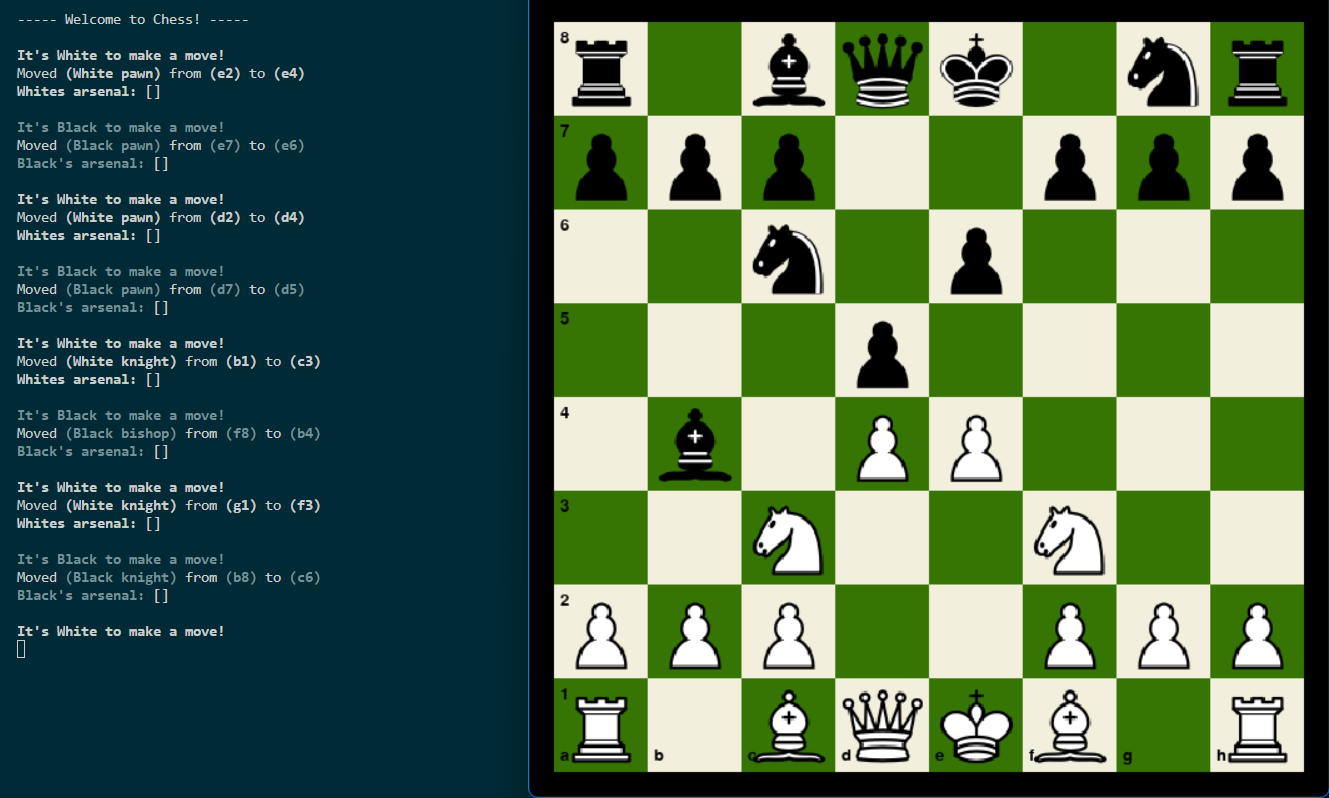 ----- Welcome to Chess! -----
It's White to make a move!
Moved (White pawn) from (e2) to (e4)
Whites arsenal: []
It's Black to make a move!
Moved (Black pawn) from (e7) to (e6)
Black's arsenal: []
It's White to make a move!
Moved (White pawn) from (d2) to (d4)
Whites arsenal: []
It's Black to make a move!
Moved (Black pawn) from (d7) to (d5)
Black's arsenal: []
It's White to make a move!
Moved (White knight) from (b1) to (c3)
Whites arsenal: []
It's Black to make a move!
Moved (Black bishop) from (f8) to (b4)
Black's arsenal: []
It's White to make a move!
Moved (White knight) from (g1) to (f3)
Whites arsenal: []
It's Black to make a move!
Moved (Black knight) from (b8) to (c6)
Black's arsenal: []
It's White to make a move!
8
7
6
5
4
3
2
1
a b c d e f g h